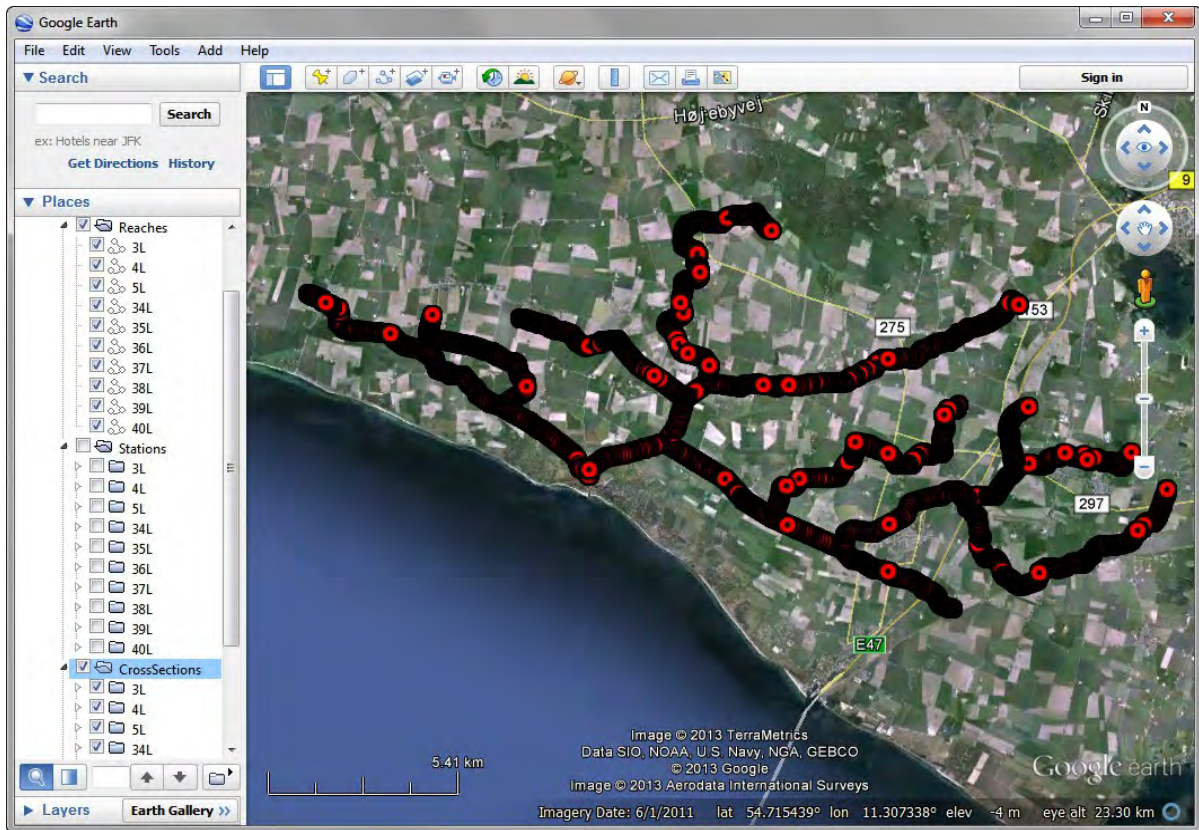 Google Earth
File Edit View Tools Add Help
Search
Sign in
Search
ex: Hotels near JFK
Get Directions History
Places
Reaches
3L
4L
5L
34L
35L
36L
37L
38L
39L
40L
Stations
3L
4L
5L
34L
35L
36L
37L
38L
39L
40L
CrossSections
3L
4L
5L
34L
Layers
Earth Gallery >>
Højebyvej
N
9
275
153
297
E47
5.41 km
Image © 2013 TerraMetrics
Data SIO, NOAA, U.S. Navy, NGA, GEBCO
© 2013 Google
Image © 2013 Aerodata International Surveys
Google earth
Imagery Date: 6/1/2011 lat 54.715439° lon 11.307338° elev -4 m eye alt 23.30 km